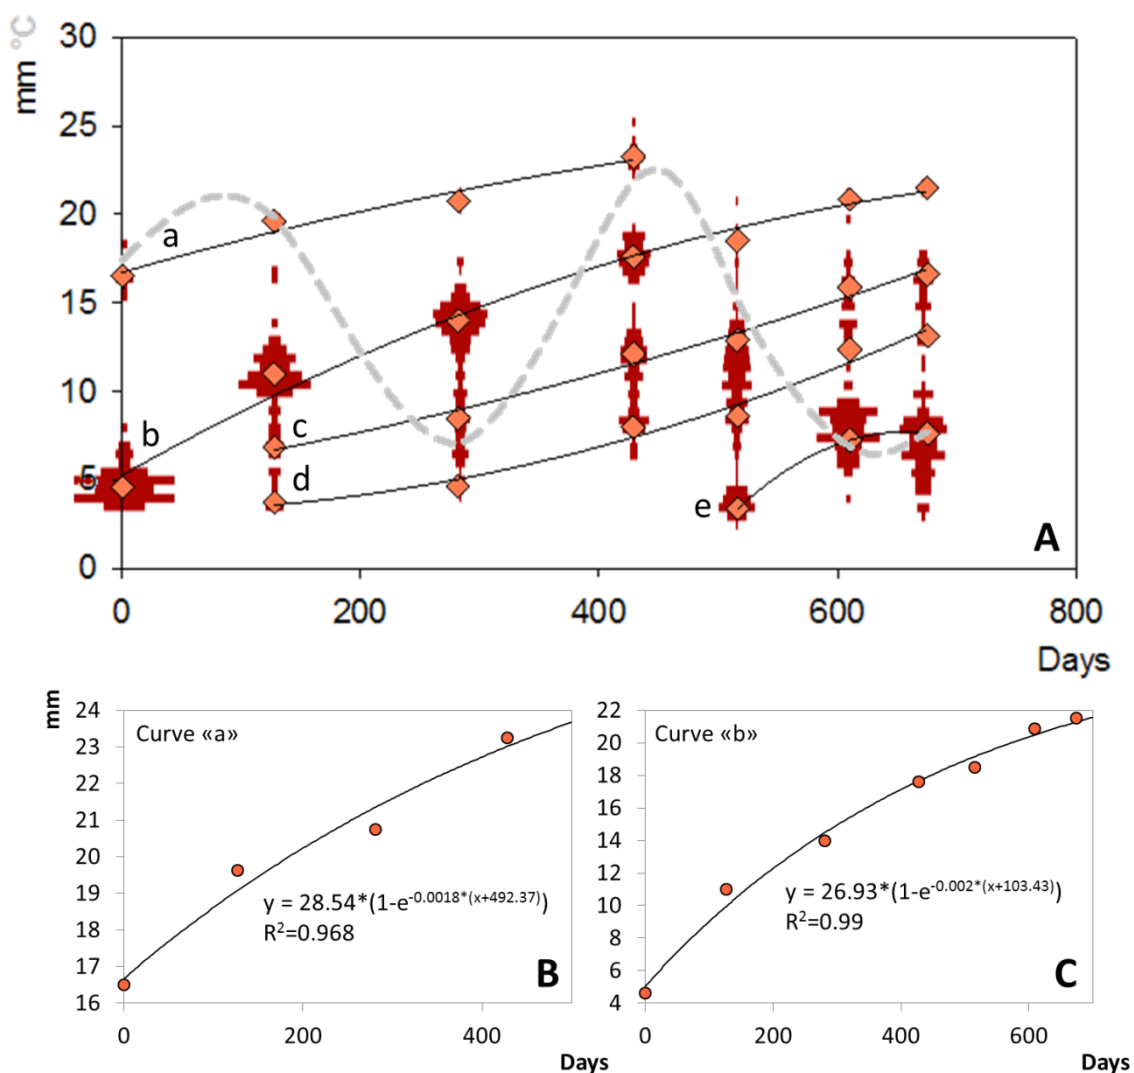 mm °C
30
25
20
15
10
5
0
a
b
c
d
e
A
0 200 400 600 800
Days
mm
24
23
22
21
20
19
18
17
16
Curve «a»
y = 28.54*(1-e^-0.0018*(x+492.37))
R²=0.968
B
0 200 400
Days
22
20
18
16
14
12
10
8
6
4
Curve «b»
y = 26.93*(1-e^-0.002*(x+103.43))
R²=0.99
C
0 200 400 600
Days